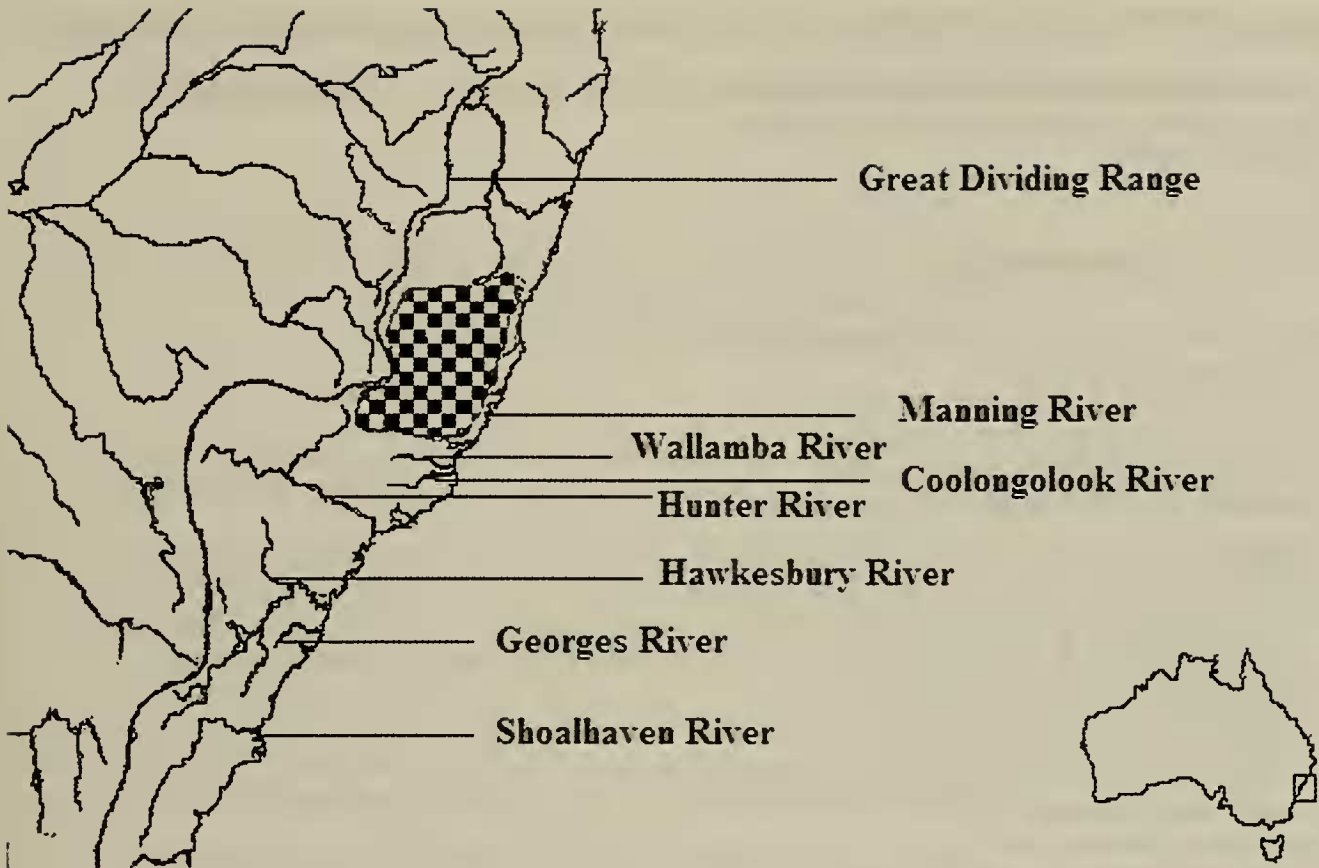 Great Dividing Range
Manning River
Wallamba River
Coolongolook River
Hunter River
Hawkesbury River
Georges River
Shoalhaven River